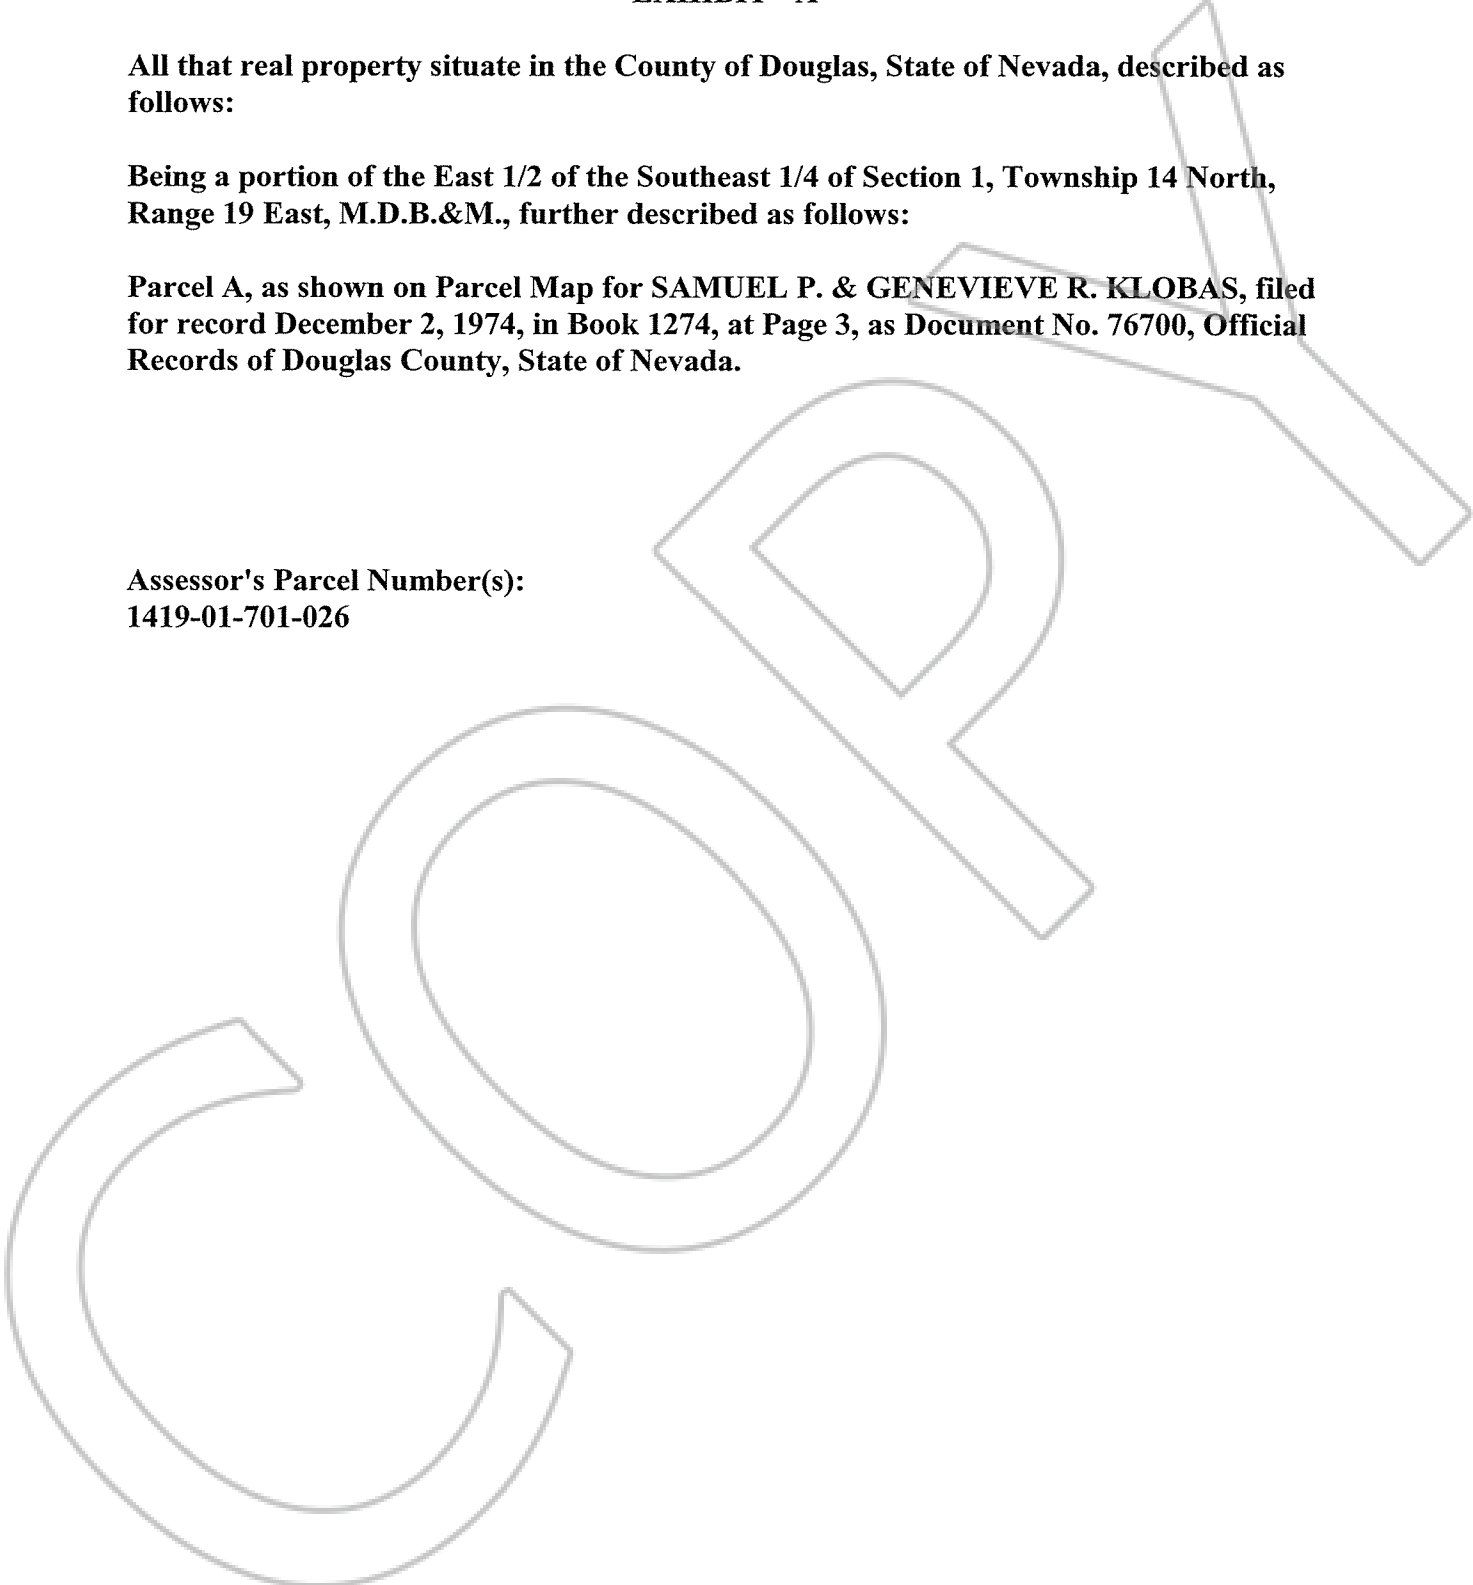 All that real property situate in the County of Douglas, State of Nevada, described as
follows:
Being a portion of the East 1/2 of the Southeast 1/4 of Section 1, Township 14 North,
Range 19 East, M.D.B.&M., further described as follows:
Parcel A, as shown on Parcel Map for SAMUEL P. & GENEVIEVE R. KLOBAS, filed
for record December 2, 1974, in Book 1274, at Page 3, as Document No. 76700, Official
Records of Douglas County, State of Nevada.
Assessor's Parcel Number(s):
1419-01-701-026
COPY